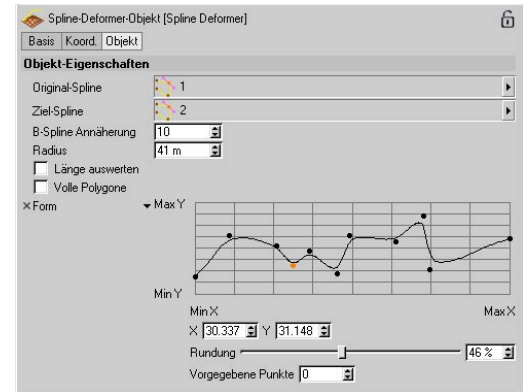 Spline-Deformer-Objekt [Spline Deformer]
Basis Koord. Objekt
Objekt-Eigenschaften
Original-Spline 1
Ziel-Spline 2
B-Spline Annäherung 10
Radius 41 m
Länge auswerten
Volle Polygone
Form Max Y
Min Y
Min X Max X
X 30.337 Y 31.148
Rundung 46 %
Vorgegebene Punkte 0